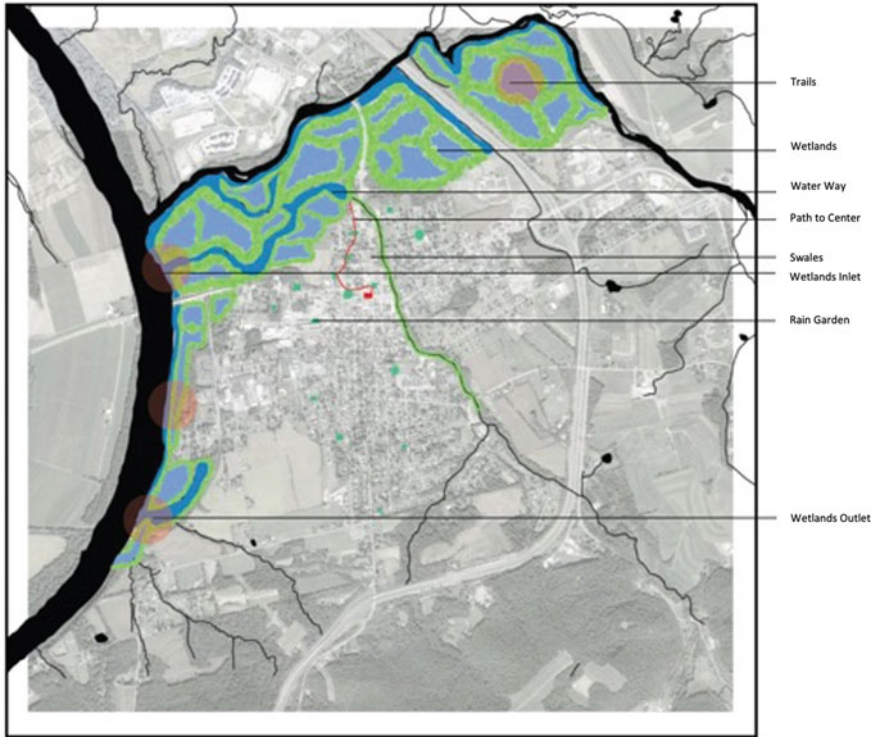 Trails
Wetlands
Water Way
Path to Center
Swales
Wetlands Inlet
Rain Garden
Wetlands Outlet